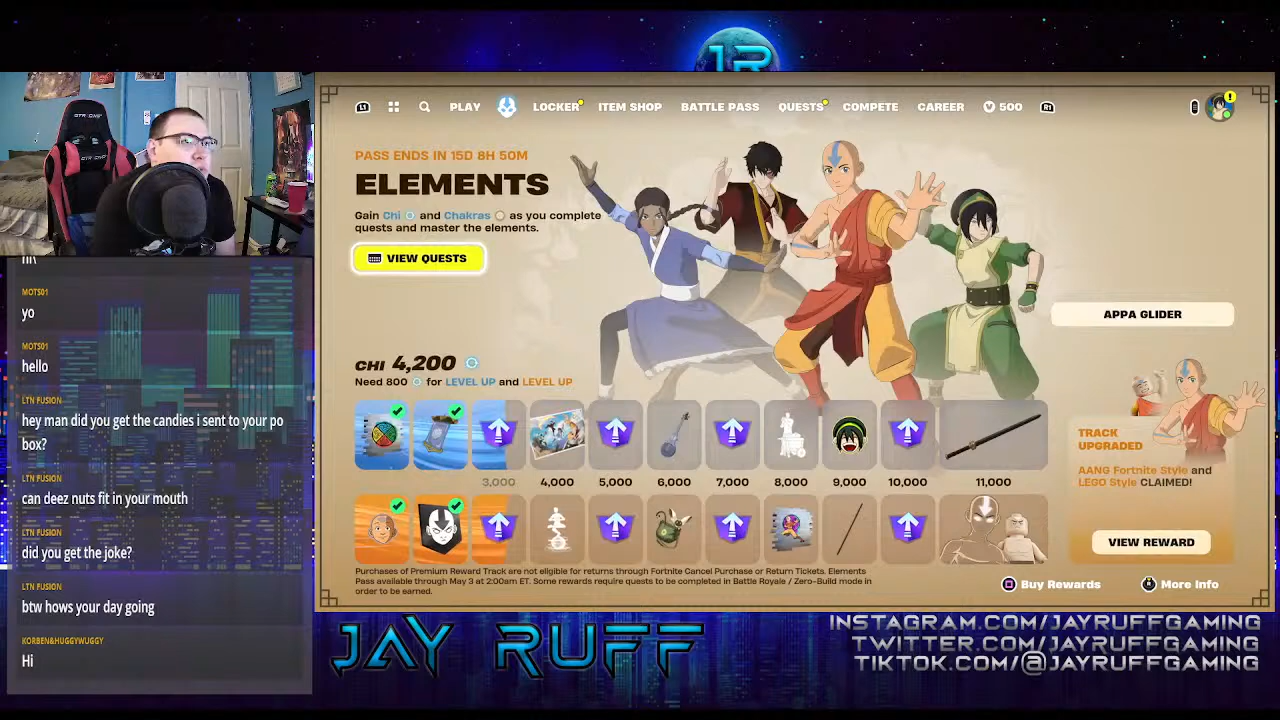 JR
L1
PLAY
LOCKER
ITEM SHOP
BATTLE PASS
QUESTS
COMPETE
CAREER
V 500
R1
!
PASS ENDS IN 15D 8H 50M
ELEMENTS
Gain Chi and Chakras as you complete
quests and master the elements.
VIEW QUESTS
APPA GLIDER
CHI 4,200
Need 800 for LEVEL UP and LEVEL UP
3,000
4,000
5,000
6,000
7,000
8,000
9,000
10,000
11,000
TRACK
UPGRADED
AANG Fortnite Style and
LEGO Style CLAIMED!
VIEW REWARD
Purchases of Premium Reward Track are not eligible for returns through Fortnite Cancel Purchase or Return Tickets. Elements
Pass available through May 3 at 2:00am ET. Some rewards require quests to be completed in Battle Royale / Zero-Build mode in
order to be earned.
Buy Rewards
More Info
MOTS01
yo
MOTS01
hello
LTN FUSION
hey man did you get the candies i sent to your po
box?
LTN FUSION
can deez nuts fit in your mouth
LTN FUSION
did you get the joke?
LTN FUSION
btw hows your day going
KORBEN&HUGGYWUGGY
Hi
JAY RUFF
INSTAGRAM.COM/JAYRUFFGAMING
TWITTER.COM/JAYRUFFGAMING
TIKTOK.COM/@JAYRUFFGAMING